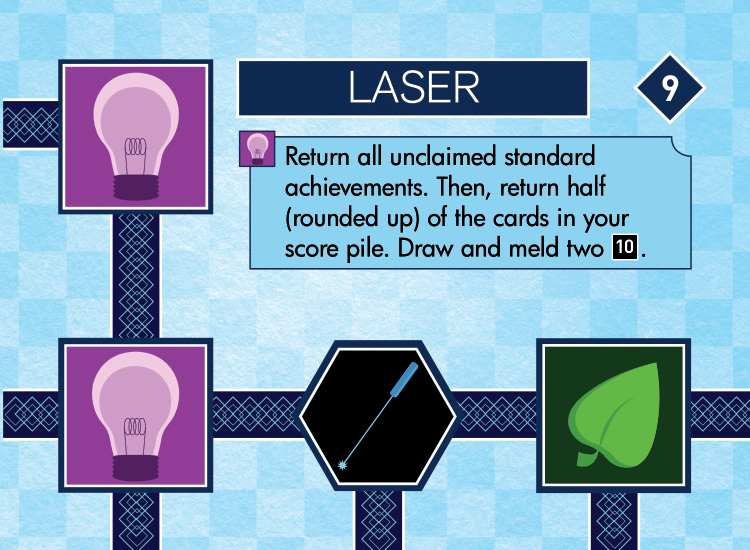 LASER
9
Return all unclaimed standard
achievements. Then, return half
(rounded up) of the cards in your
score pile. Draw and meld two 10.